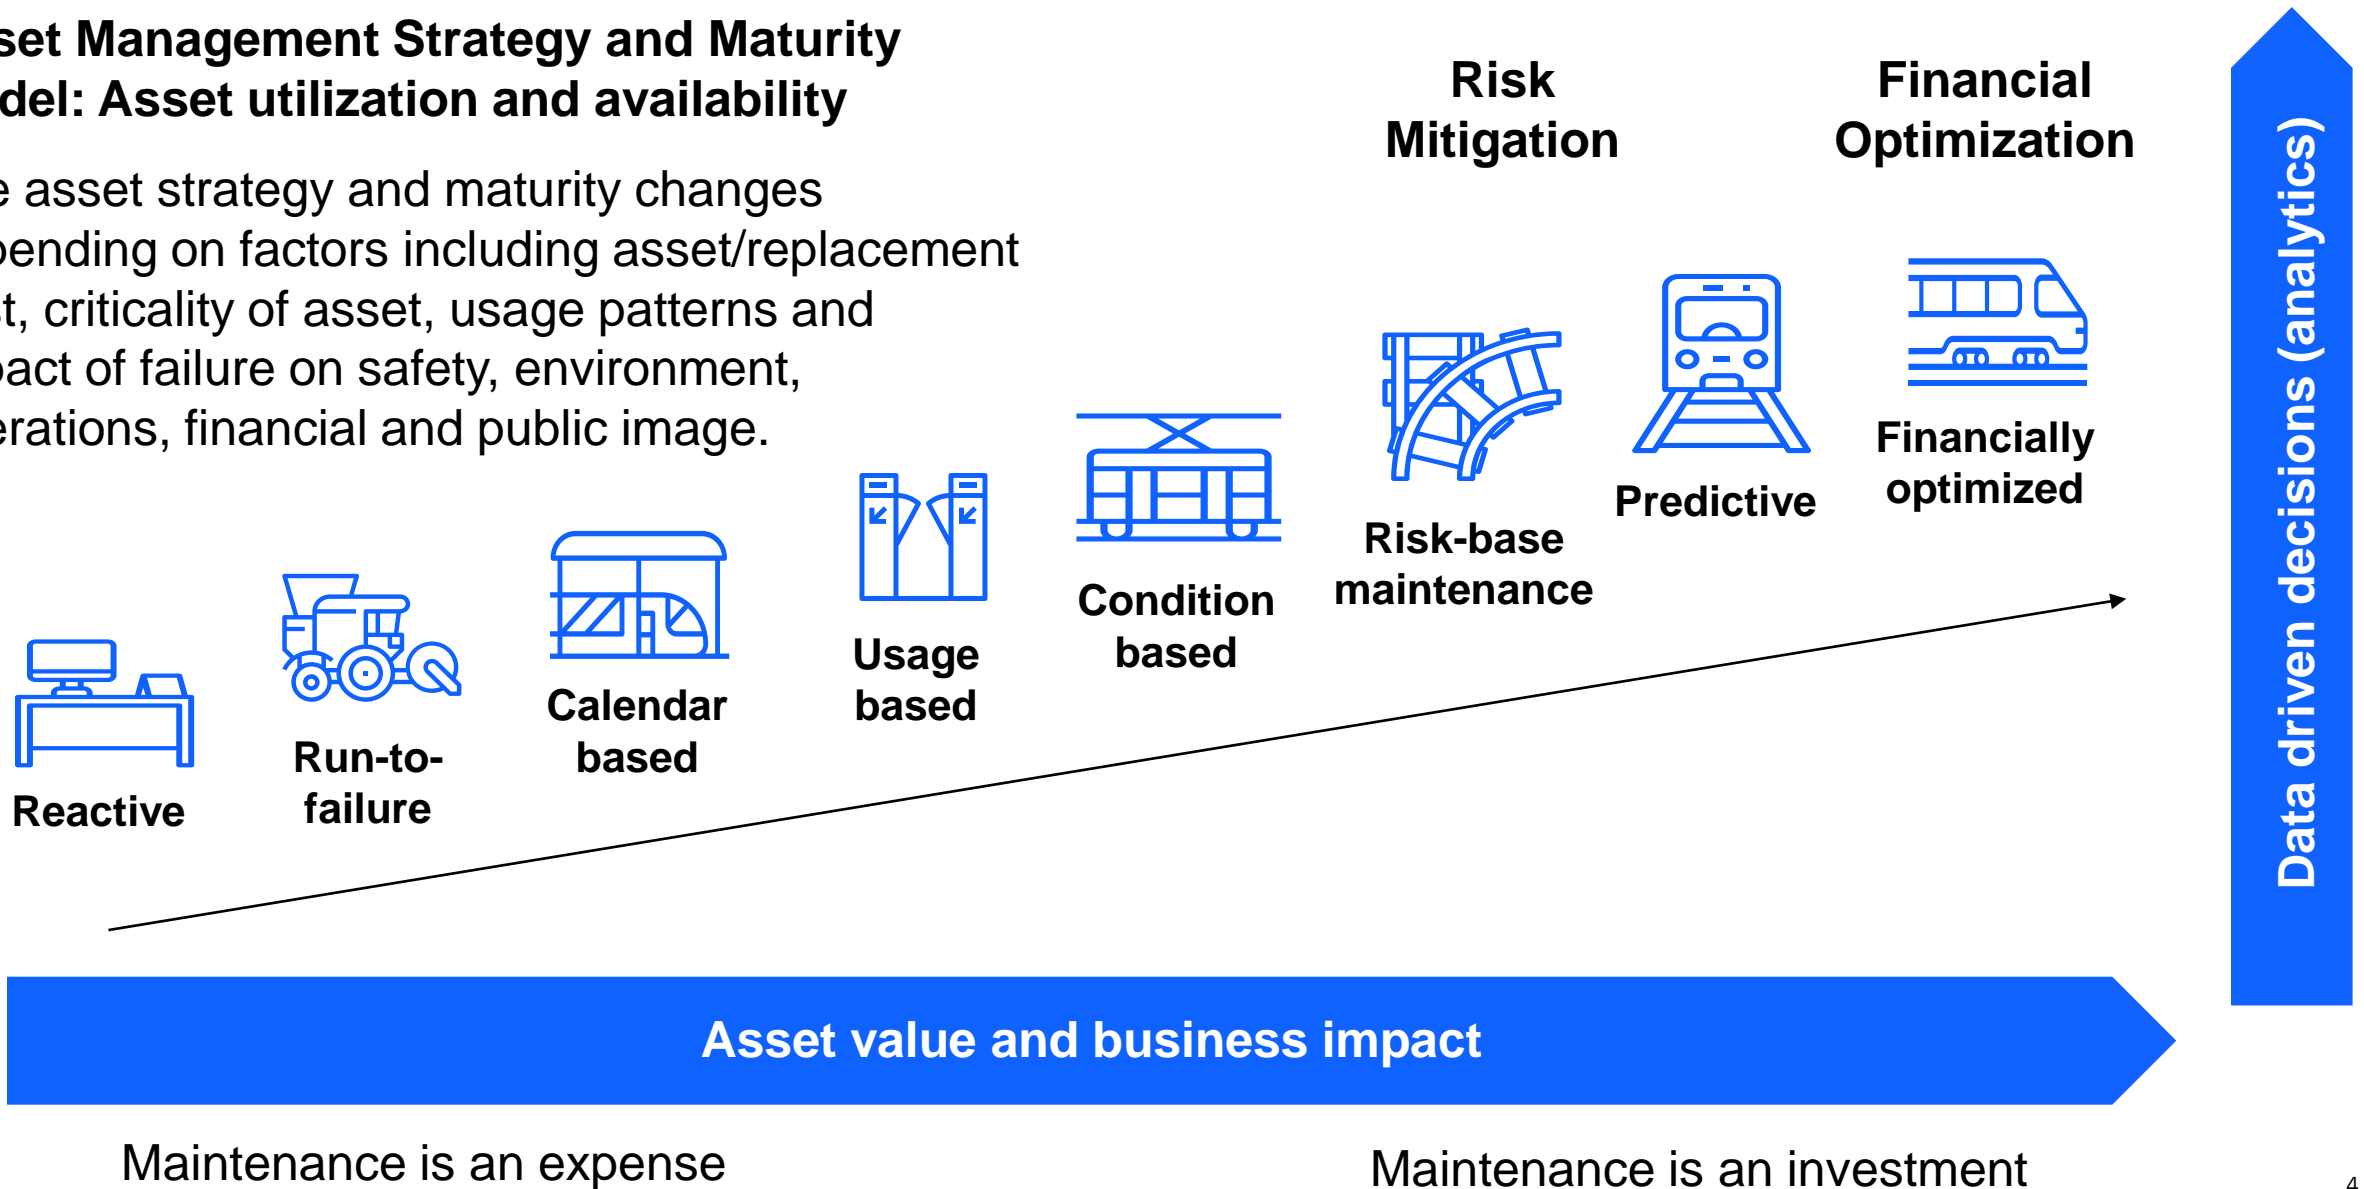 set Management Strategy and Maturity
del: Asset utilization and availability
e asset strategy and maturity changes
pending on factors including asset/replacement
st, criticality of asset, usage patterns and
pact of failure on safety, environment,
erations, financial and public image.
Risk
Mitigation
Financial
Optimization
Reactive
Run-to-
failure
Calendar
based
Usage
based
Condition
based
Risk-base
maintenance
Predictive
Financially
optimized
Data driven decisions (analytics)
Asset value and business impact
Maintenance is an expense
Maintenance is an investment
4